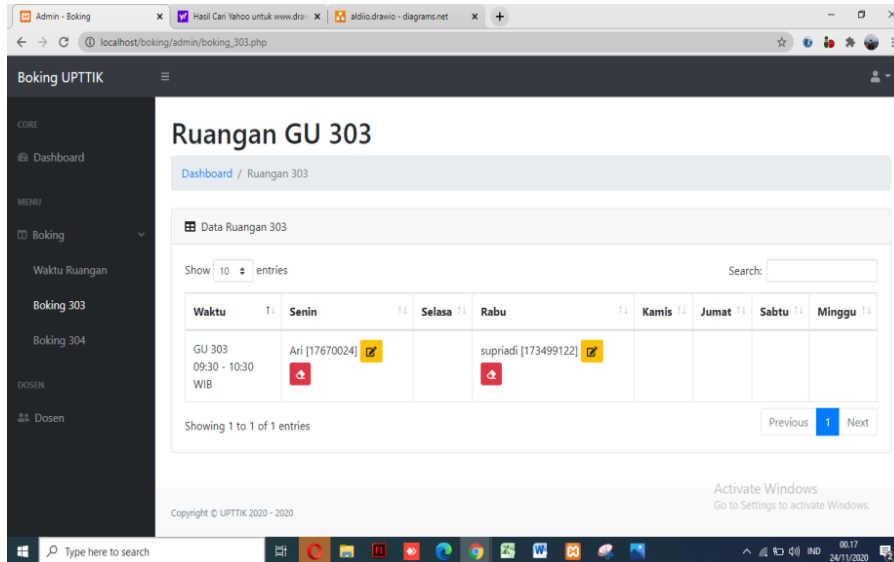 Admin - Boking
Hasil Cari Yahoo untuk www.dra
aldiio.drawio - diagrams.net
localhost/boking/admin/boking_303.php
Boking UPTTIK
CORE
Dashboard
MENU
Boking
Waktu Ruangan
Boking 303
Boking 304
DOSEN
Dosen
Ruangan GU 303
Dashboard / Ruangan 303
Data Ruangan 303
Show 10 entries
Search:
Waktu Senin Selasa Rabu Kamis Jumat Sabtu Minggu
GU 303 Ari [17670024] supriadi [173499122]
09:30 - 10:30
WIB
Showing 1 to 1 of 1 entries
Previous 1 Next
Copyright © UPTTIK 2020 - 2020
Activate Windows
Go to Settings to activate Windows.
Type here to search
IND
00.17
24/11/2020